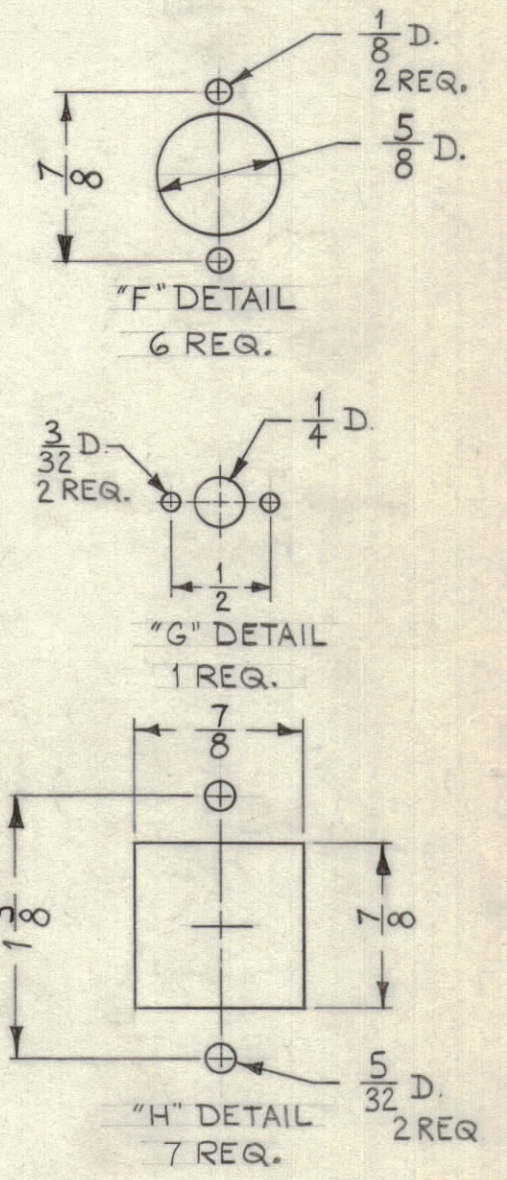 1/8 D.
2 REQ.
7/8
5/8 D.
"F" DETAIL
6 REQ.
3/32 D.
2 REQ.
1/4 D.
1/2
"G" DETAIL
1 REQ.
7/8
1 3/8
7/8
5/32 D.
2 REQ
"H" DETAIL
7 REQ.